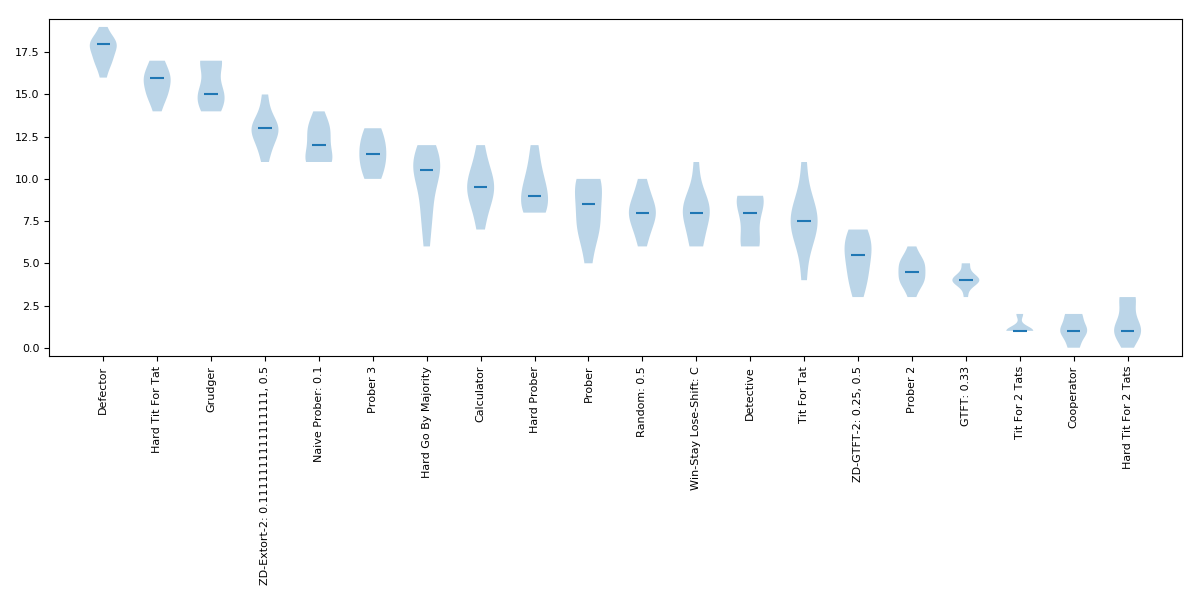 17.5
15.0
12.5
10.0
7.5
5.0
2.5
0.0
Defector
Hard Tit For Tat
Grudger
ZD-Extort-2: 0.1111111111111111, 0.5
Naive Prober: 0.1
Prober 3
Hard Go By Majority
Calculator
Hard Prober
Prober
Random: 0.5
Win-Stay Lose-Shift: C
Detective
Tit For Tat
ZD-GTFT-2: 0.25, 0.5
Prober 2
GTFT: 0.33
Tit For 2 Tats
Cooperator
Hard Tit For 2 Tats